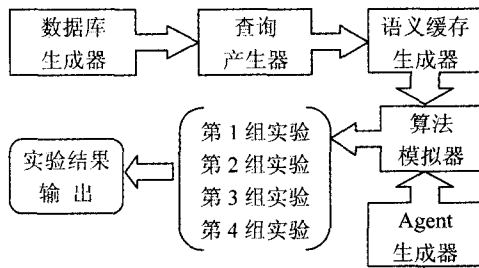 数据库
生成器
查询
产生器
语义缓存
生成器
算法
模拟器
Agent
生成器
第1组实验
第2组实验
第3组实验
第4组实验
实验结果
输 出